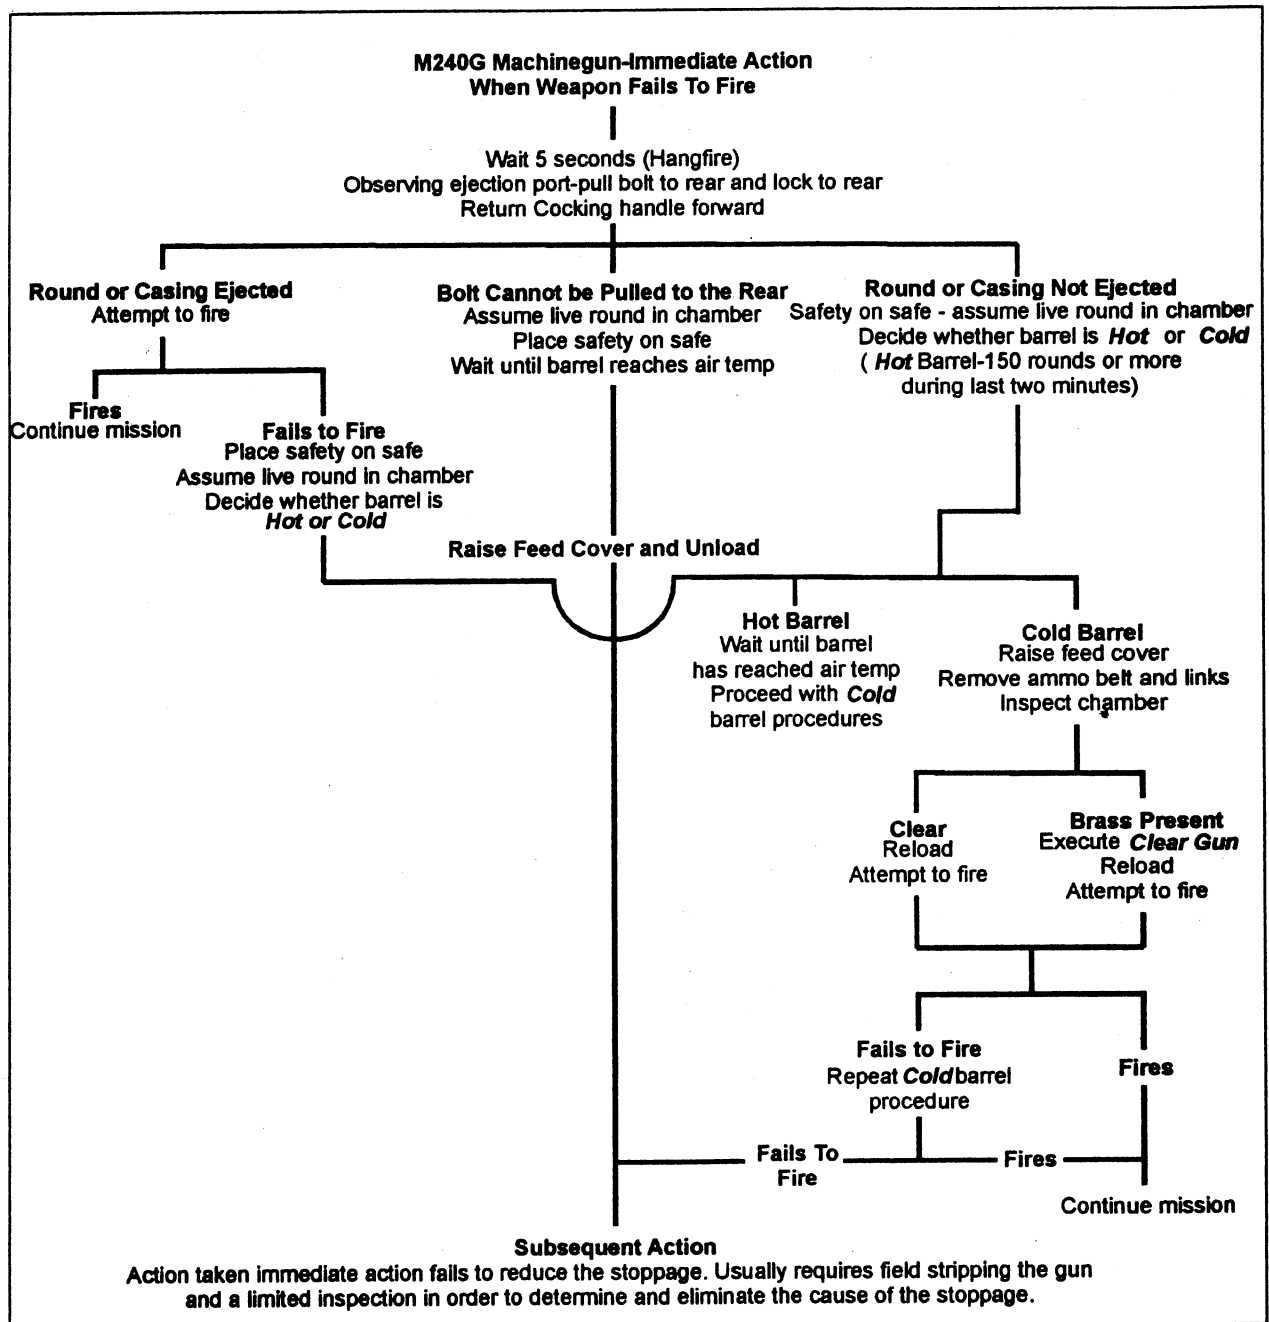 M240G Machinegun-Immediate Action
When Weapon Fails To Fire
Wait 5 seconds (Hangfire)
Observing ejection port-pull bolt to rear and lock to rear
Return Cocking handle forward
Round or Casing Ejected
Attempt to fire
Bolt Cannot be Pulled to the Rear
Assume live round in chamber
Place safety on safe
Wait until barrel reaches air temp
Round or Casing Not Ejected
Safety on safe - assume live round in chamber
Decide whether barrel is Hot or Cold
( Hot Barrel-150 rounds or more
during last two minutes)
Fires
Continue mission
Fails to Fire
Place safety on safe
Assume live round in chamber
Decide whether barrel is
Hot or Cold
Raise Feed Cover and Unload
Hot Barrel
Wait until barrel
has reached air temp
Proceed with Cold
barrel procedures
Cold Barrel
Raise feed cover
Remove ammo belt and links
Inspect chamber
Clear
Reload
Attempt to fire
Brass Present
Execute Clear Gun
Reload
Attempt to fire
Fails to Fire
Repeat Cold barrel
procedure
Fires
Fails To
Fire
Fires
Continue mission
Subsequent Action
Action taken immediate action fails to reduce the stoppage. Usually requires field stripping the gun
and a limited inspection in order to determine and eliminate the cause of the stoppage.